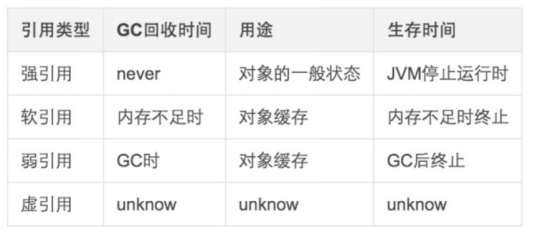 引用类型 GC回收时间 用途 生存时间
强引用 never 对象的一般状态 JVM停止运行时
软引用 内存不足时 对象缓存 内存不足时终止
弱引用 GC时 对象缓存 GC后终止
虚引用 unknow unknow unknow